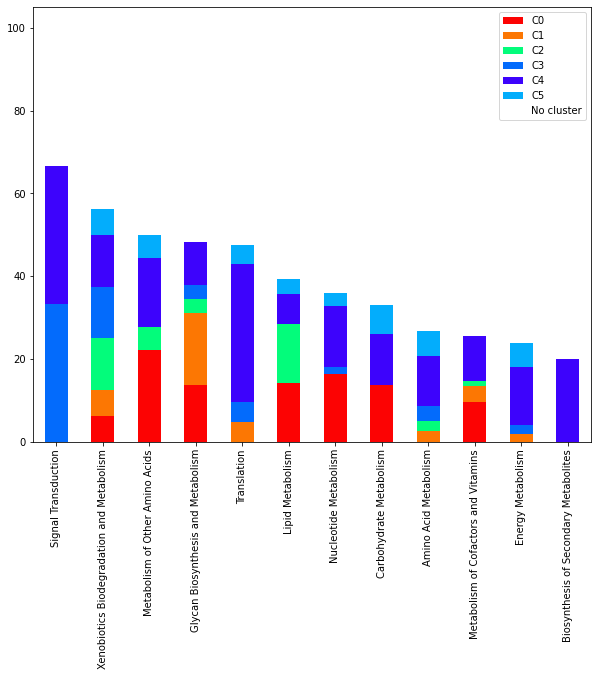 C0
C1
C2
C3
C4
C5
No cluster
100
80
60
40
20
0
Signal Transduction
Xenobiotics Biodegradation and Metabolism
Metabolism of Other Amino Acids
Glycan Biosynthesis and Metabolism
Translation
Lipid Metabolism
Nucleotide Metabolism
Carbohydrate Metabolism
Amino Acid Metabolism
Metabolism of Cofactors and Vitamins
Energy Metabolism
Biosynthesis of Secondary Metabolites